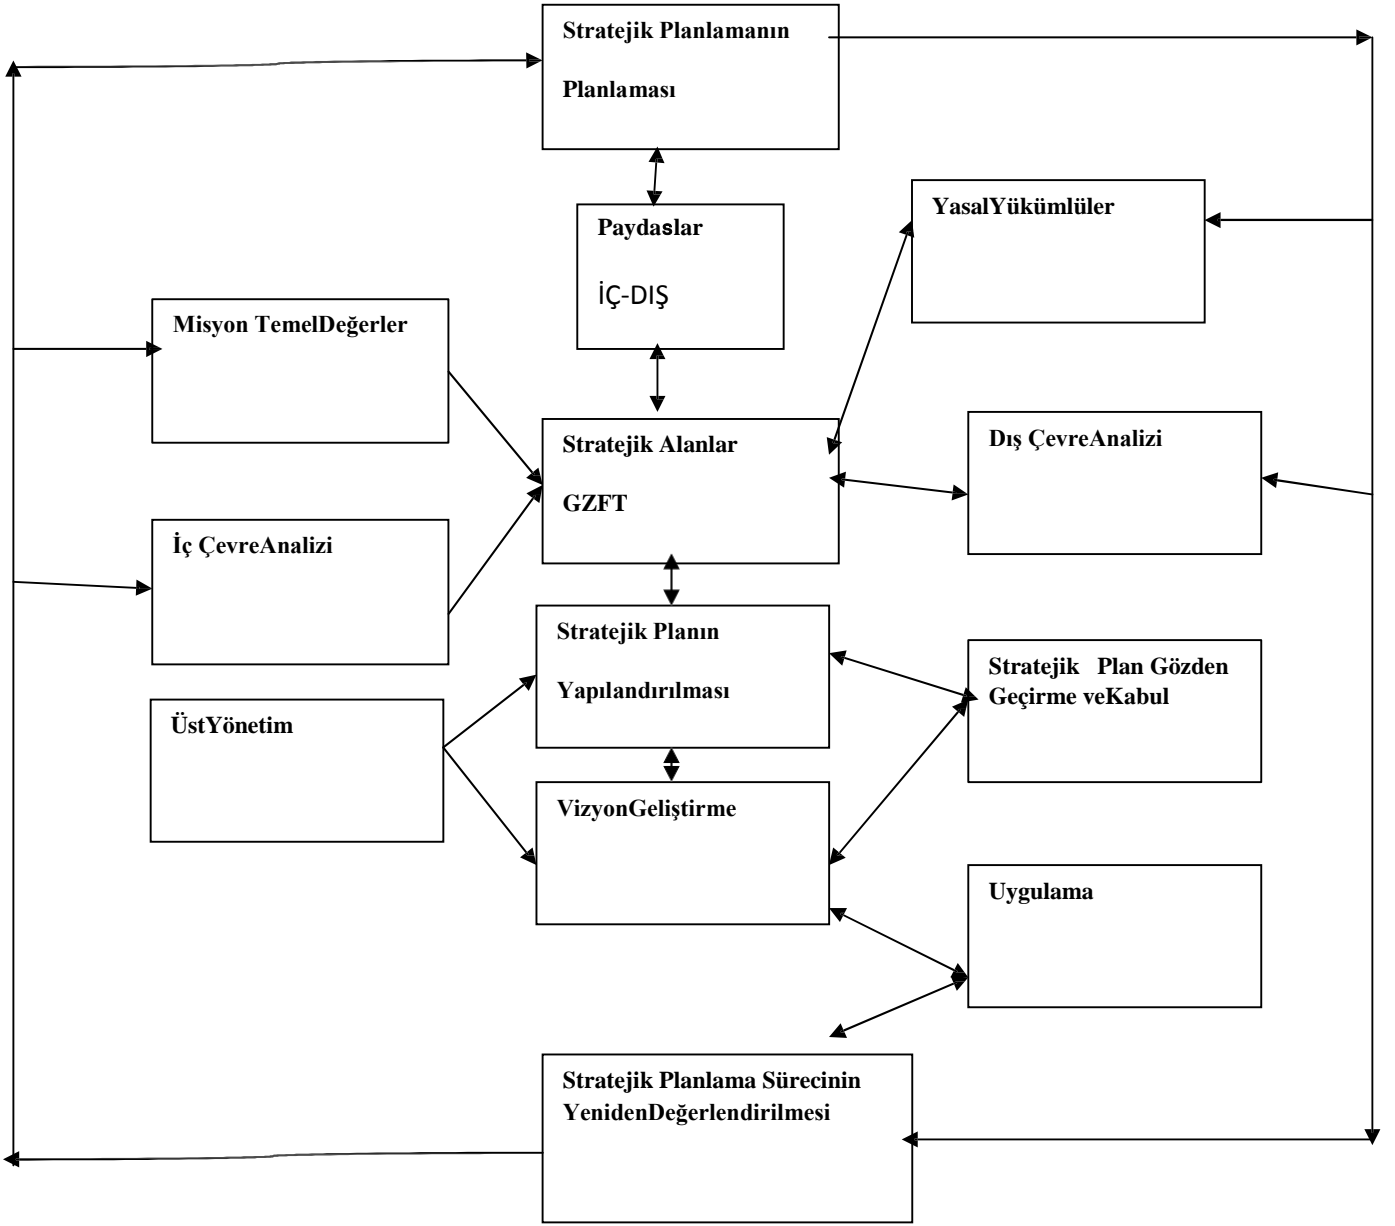 Stratejik Planlamanın
Planlaması
YasalYükümlüler
Paydaslar
İÇ-DIŞ
Misyon TemelDeğerler
Stratejik Alanlar
GZFT
Dış ÇevreAnalizi
İç ÇevreAnalizi
Stratejik Planın
Yapılandırılması
Stratejik Plan Gözden
Geçirme veKabul
ÜstYönetim
VizyonGeliştirme
Uygulama
Stratejik Planlama Sürecinin
YenidenDeğerlendirilmesi